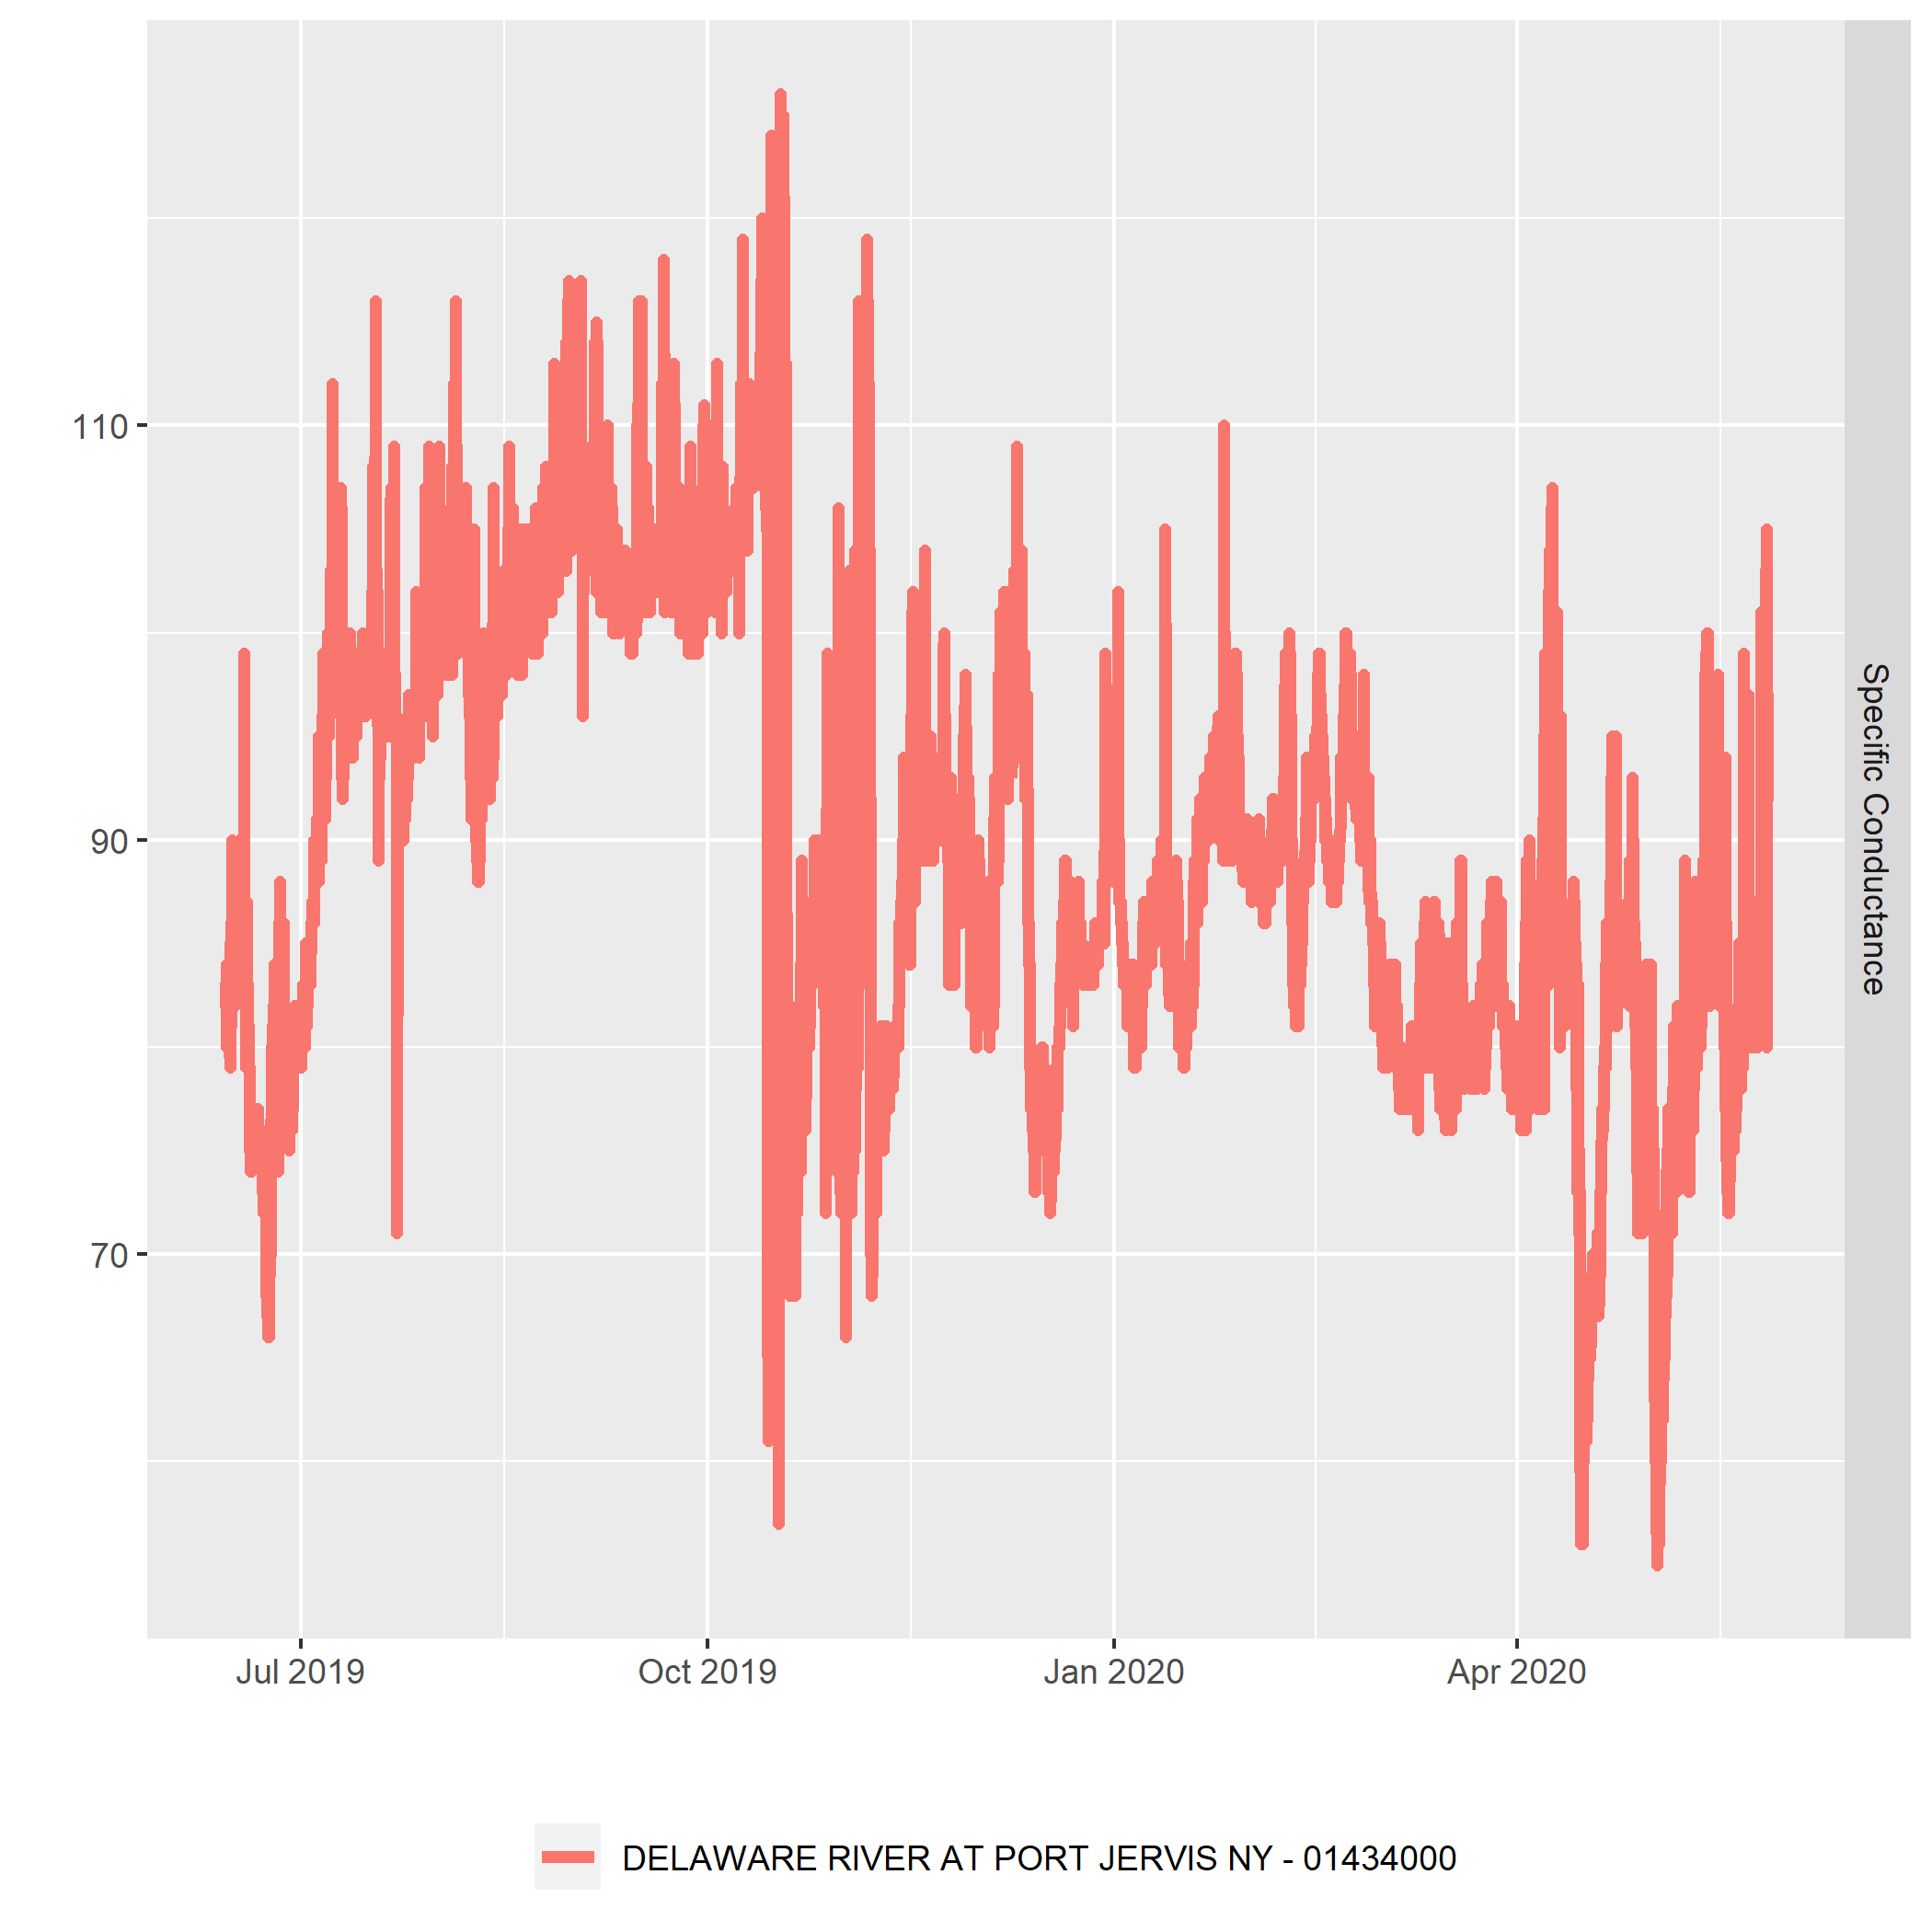 110
90
70
Specific Conductance
Jul 2019
Oct 2019
Jan 2020
Apr 2020
DELAWARE RIVER AT PORT JERVIS NY - 01434000